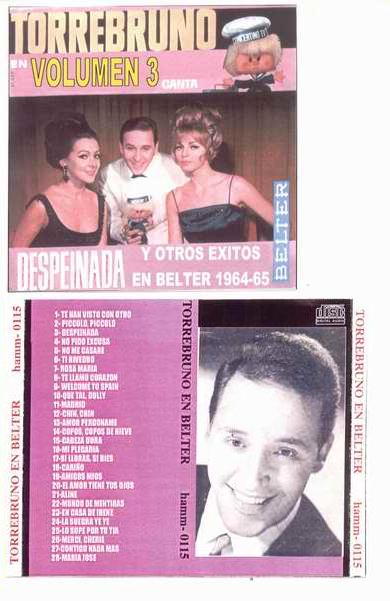 TORREBRUNO
EN VOLUMEN 3
CANTA
DESPEINADA
Y OTROS EXITOS
EN BELTER 1964-65
BELTER
TORREBRUNO EN BELTER hamm- 0115
1- TE HAN VISTO CON OTRO
2- PICCOLO, PICCOLO
3- DESPEINADA
4- NO PIDO EXCUSA
5- NO ME CASARE
6- TI RIVEDRO
7- ROSA MARIA
8- TE LLAMO CORAZON
9- WELCOME TO SPAIN
10- QUE TAL, DOLLY
11- MADRID
12- CHIN, CHIN
13- AMOR PERDONAME
14- COPOS, COPOS DE NIEVE
15- CABEZA DURA
16- MI PLEGARIA
17- SI LLORAS, SI RIES
18- CARIÑO
19- AMIGOS MIOS
20- EL AMOR TIENE TUS OJOS
21- ALINE
22- MUNDO DE MENTIRAS
23- EN CASA DE IRENE
24- LA SUEGRA YE YE
25- LO SUPE POR TU TIA
26- MERCI, CHERIE
27- CONTIGO NADA MAS
28- MARIA JOSE
TORREBRUNO EN BELTER hamm- 0115
DISC
DIGITAL AUDIO
TORREBRUNO EN BELTER hamm- 0115